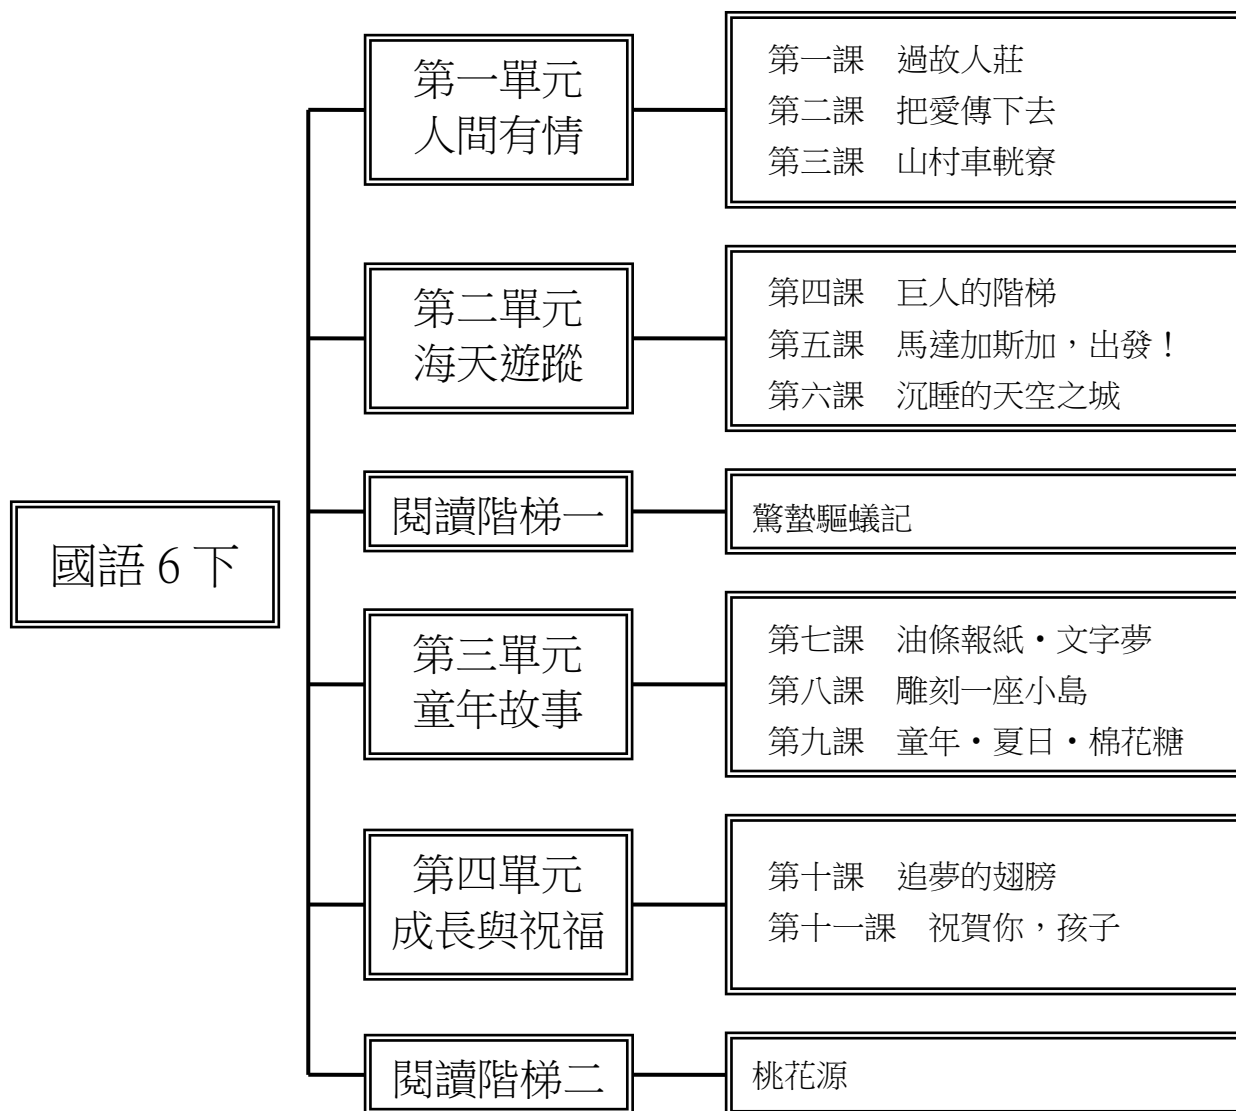 國語6下
第一單元
人間有情
第一課　過故人莊
第二課　把愛傳下去
第三課　山村車輄寮
第二單元
海天遊蹤
第四課　巨人的階梯
第五課　馬達加斯加，出發！
第六課　沉睡的天空之城
閱讀階梯一
驚蟄驅蟻記
第三單元
童年故事
第七課　油條報紙・文字夢
第八課　雕刻一座小島
第九課　童年・夏日・棉花糖
第四單元
成長與祝福
第十課　追夢的翅膀
第十一課　祝賀你，孩子
閱讀階梯二
桃花源